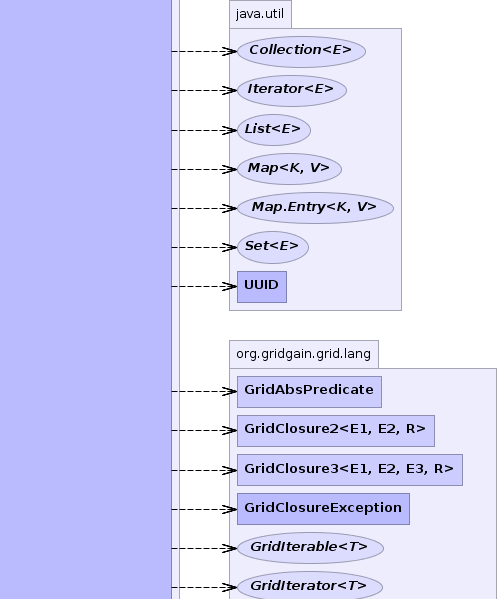 java.util
Collection<E>
Iterator<E>
List<E>
Map<K, V>
Map.Entry<K, V>
Set<E>
UUID
org.gridgain.grid.lang
GridAbsPredicate
GridClosure2<E1, E2, R>
GridClosure3<E1, E2, E3, R>
GridClosureException
GridIterable<T>
GridIterator<T>